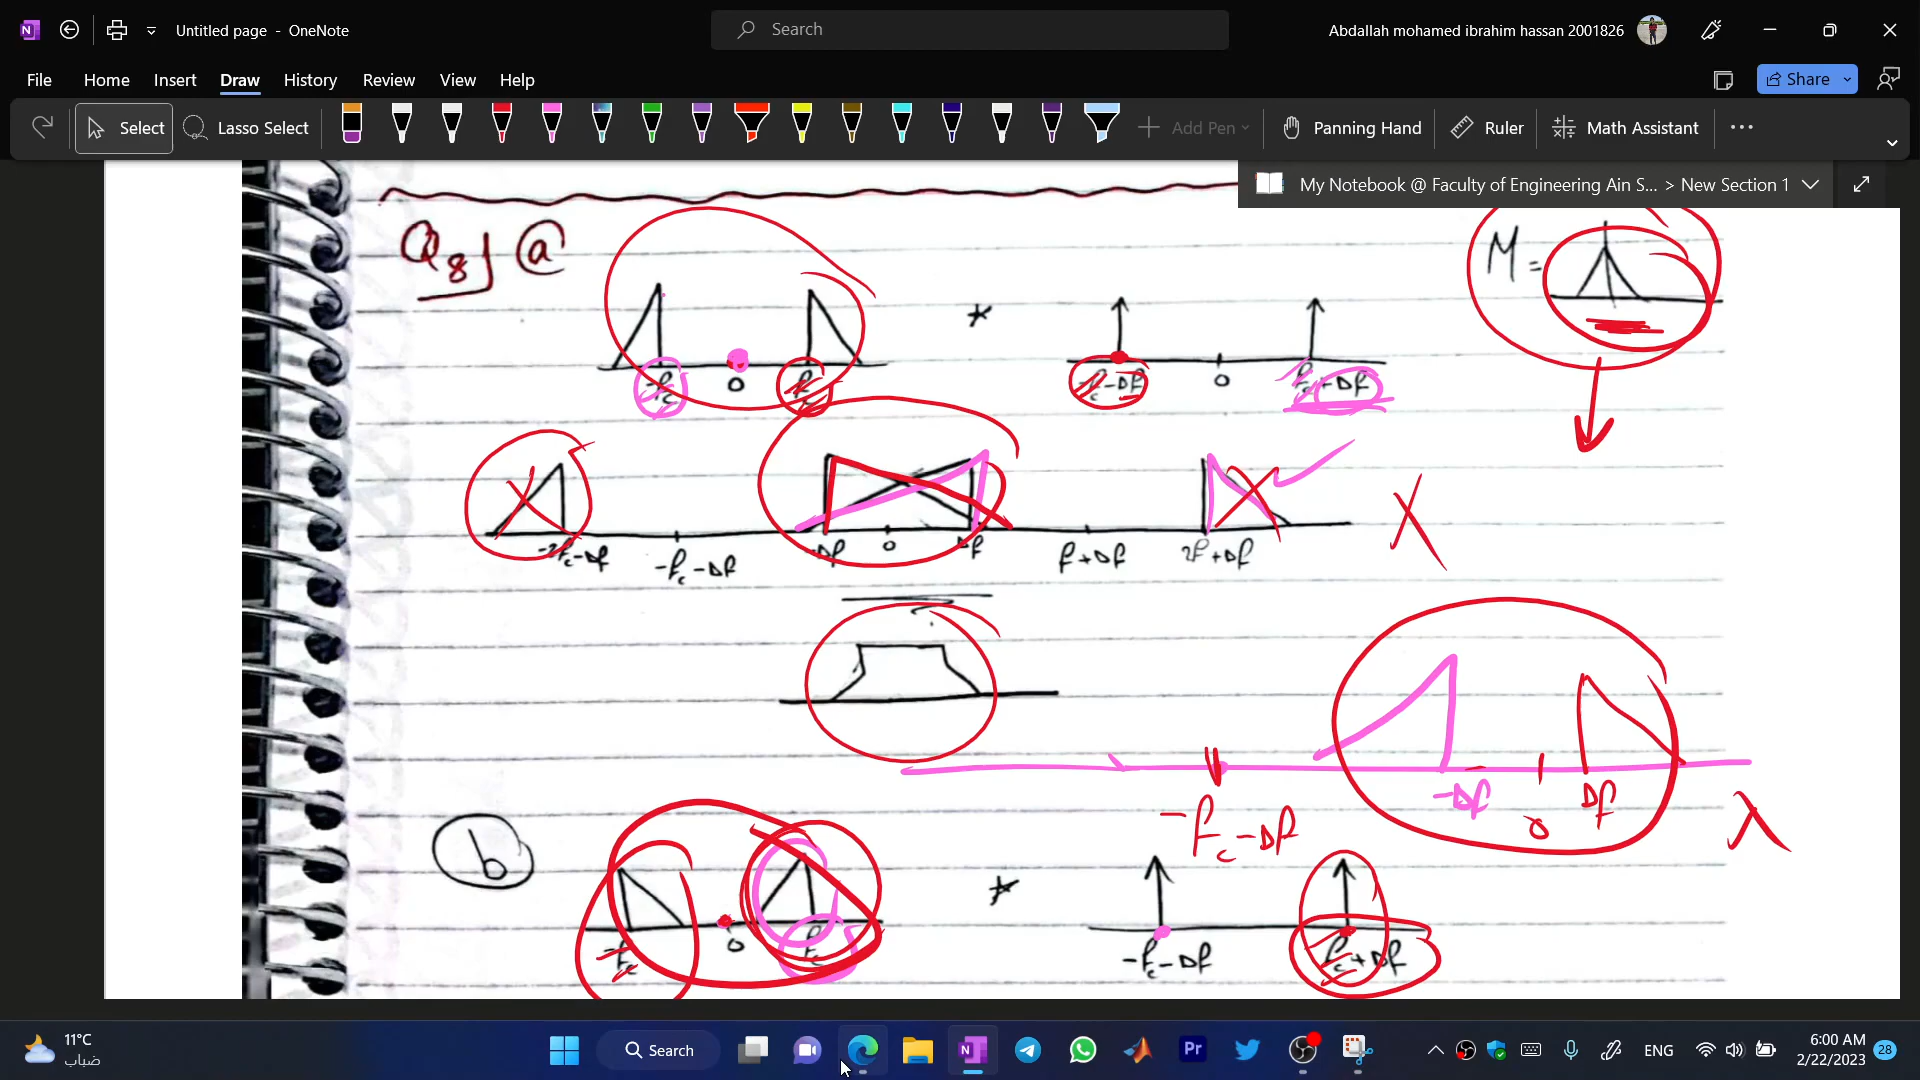 Untitled page - OneNote
Search
Abdallah mohamed ibrahim hassan 2001826
File Home Insert Draw History Review View Help
Share
Select Lasso Select Add Pen Panning Hand Ruler Math Assistant
My Notebook @ Faculty of Engineering Ain S... > New Section 1
Q8] ⓐ
M =
-fc 0 fc * -fc-Δf 0 fc+Δf
-2fc-Δf -fc-Δf -Δf 0 Δf f+Δf 2f+Δf X
-Δf 0 Δf
-fc-Δf
b
-fc 0 fc * -fc-Δf fc+Δf
11°C
ضباب
Search
Pr
ENG
6:00 AM
2/22/2023
28